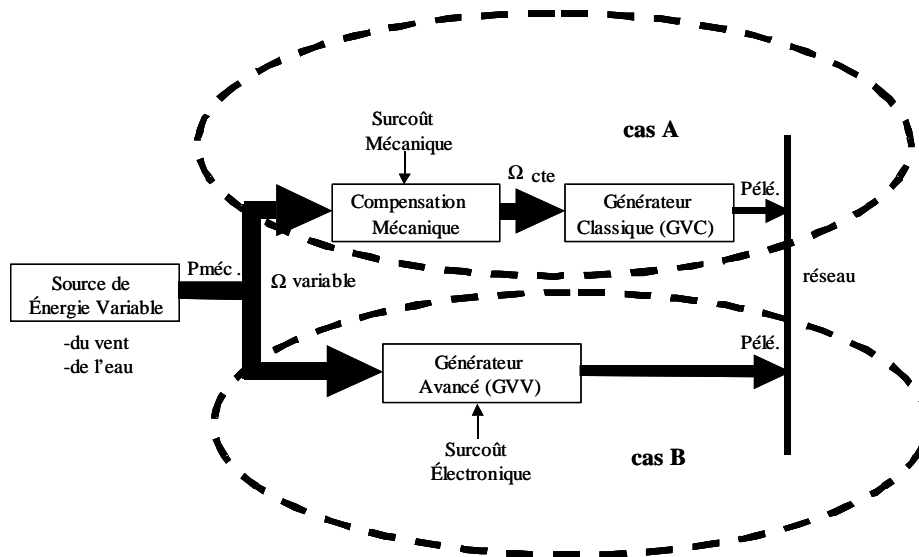 Surcoût
Mécanique
cas A
Ω cte
Pélé.
Compensation
Mécanique
Générateur
Classique (GVC)
Pméc .
Source de
Énergie Variable
Ω variable
réseau
-du vent
-de l'eau
Pélé.
Générateur
Avancé (GVV)
Surcoût
Électronique
cas B